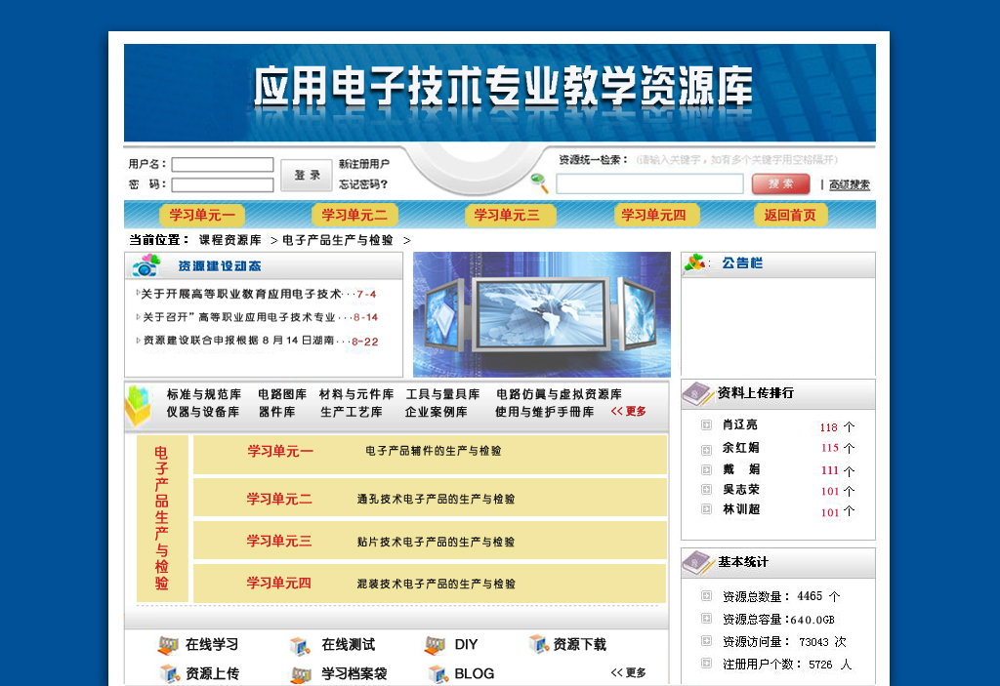 应用电子技术专业教学资源库
用户名：
密　码：
登 录
新注册用户
忘记密码?
资源统一检索：
(请输入关键字，如有多个关键字用空格隔开)
搜 索
| 高级搜索
学习单元一 学习单元二 学习单元三 学习单元四 返回首页
当前位置： 课程资源库 > 电子产品生产与检验 >
资源建设动态
关于开展高等职业教育应用电子技术···7-4
关于召开”高等职业应用电子技术专业···8-14
资源建设联合申报根据 8 月 14 日湖南···8-22
公告栏
标准与规范库 电路图库 材料与元件库 工具与量具库 电路仿真与虚拟资源库
仪器与设备库 器件库 生产工艺库 企业案例库 使用与维护手册库 << 更多
电子产品生产与检验
学习单元一 电子产品辅件的生产与检验
学习单元二 通孔技术电子产品的生产与检验
学习单元三 贴片技术电子产品的生产与检验
学习单元四 混装技术电子产品的生产与检验
资料上传排行
肖辽亮 118 个
余红娟 115 个
戴　娟 111 个
吴志荣 101 个
林训超 101 个
基本统计
资源总数量： 4465 个
资源总容量:640.0GB
资源访问量： 73043 次
注册用户个数： 5726 人
在线学习 在线测试 DIY 资源下载
资源上传 学习档案袋 BLOG << 更多